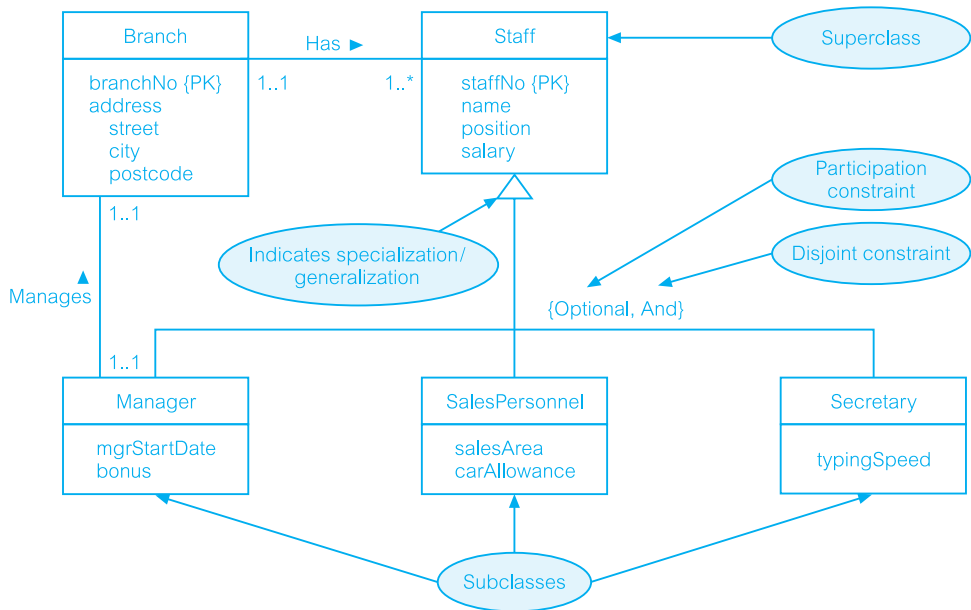 Branch
Has ►
Staff
Superclass
branchNo {PK}
address
street
city
postcode
1..1
1..*
staffNo {PK}
name
position
salary
Participation
constraint
1..1
Indicates specialization/
generalization
Disjoint constraint
▲
Manages
{Optional, And}
1..1
Manager
SalesPersonnel
Secretary
mgrStartDate
bonus
salesArea
carAllowance
typingSpeed
Subclasses